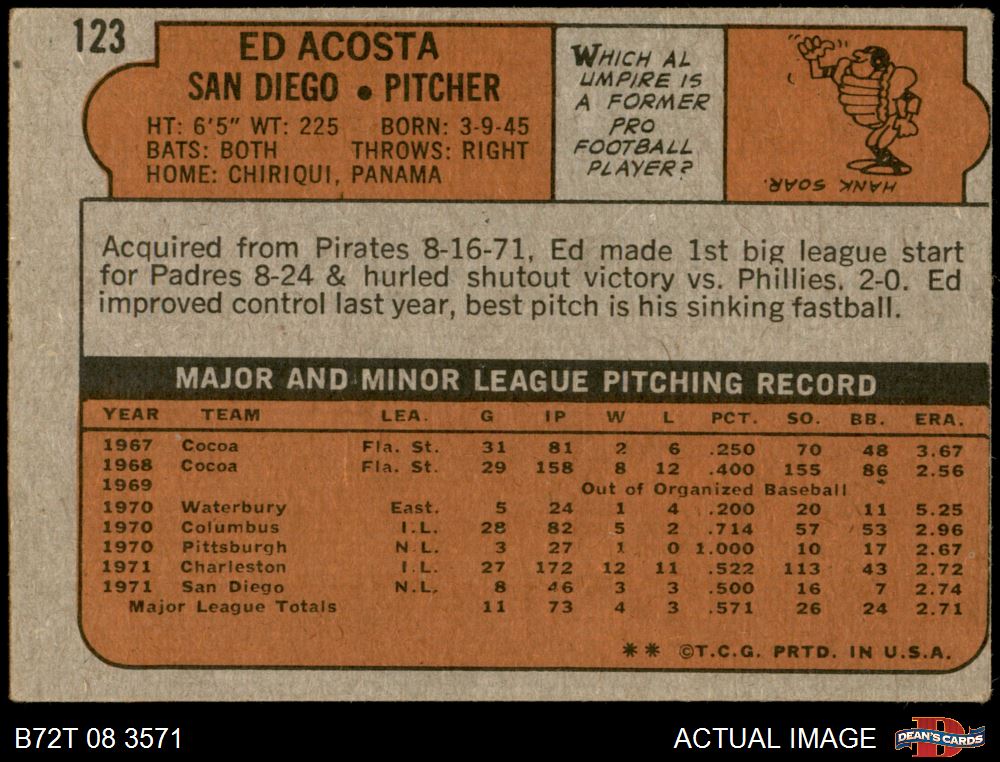 123
ED ACOSTA
SAN DIEGO • PITCHER
HT: 6'5" WT: 225 BORN: 3-9-45
BATS: BOTH THROWS: RIGHT
HOME: CHIRIQUI, PANAMA
WHICH AL
UMPIRE IS
A FORMER
PRO
FOOTBALL
PLAYER?
HANK SOAR.
Acquired from Pirates 8-16-71, Ed made 1st big league start
for Padres 8-24 & hurled shutout victory vs. Phillies. 2-0. Ed
improved control last year, best pitch is his sinking fastball.
MAJOR AND MINOR LEAGUE PITCHING RECORD
YEAR TEAM LEA. G IP W L PCT. SO. BB. ERA.
1967 Cocoa Fla. St. 31 81 2 6 .250 70 48 3.67
1968 Cocoa Fla. St. 29 158 8 12 .400 155 86 2.56
1969 Out of Organized Baseball
1970 Waterbury East. 5 24 1 4 .200 20 11 5.25
1970 Columbus I.L. 28 82 5 2 .714 57 53 2.96
1970 Pittsburgh N.L. 3 27 1 0 1.000 10 17 2.67
1971 Charleston I.L. 27 172 12 11 .522 113 43 2.72
1971 San Diego N.L. 8 46 3 3 .500 16 7 2.74
Major League Totals 11 73 4 3 .571 26 24 2.71
** ©T.C.G. PRTD. IN U.S.A.
B72T 08 3571 ACTUAL IMAGE
DEAN'S CARDS